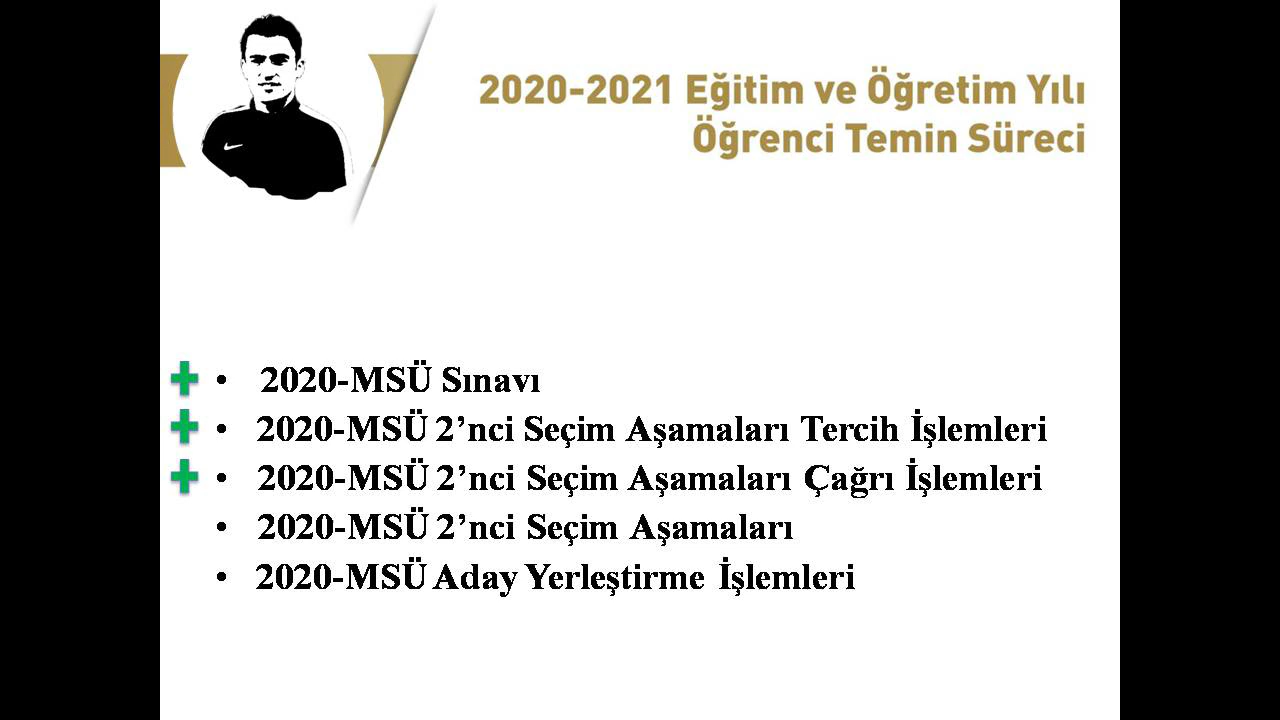 2020-2021 Eğitim ve Öğretim Yılı
Öğrenci Temin Süreci
• 2020-MSÜ Sınavı
• 2020-MSÜ 2’nci Seçim Aşamaları Tercih İşlemleri
• 2020-MSÜ 2’nci Seçim Aşamaları Çağrı İşlemleri
• 2020-MSÜ 2’nci Seçim Aşamaları
• 2020-MSÜ Aday Yerleştirme İşlemleri